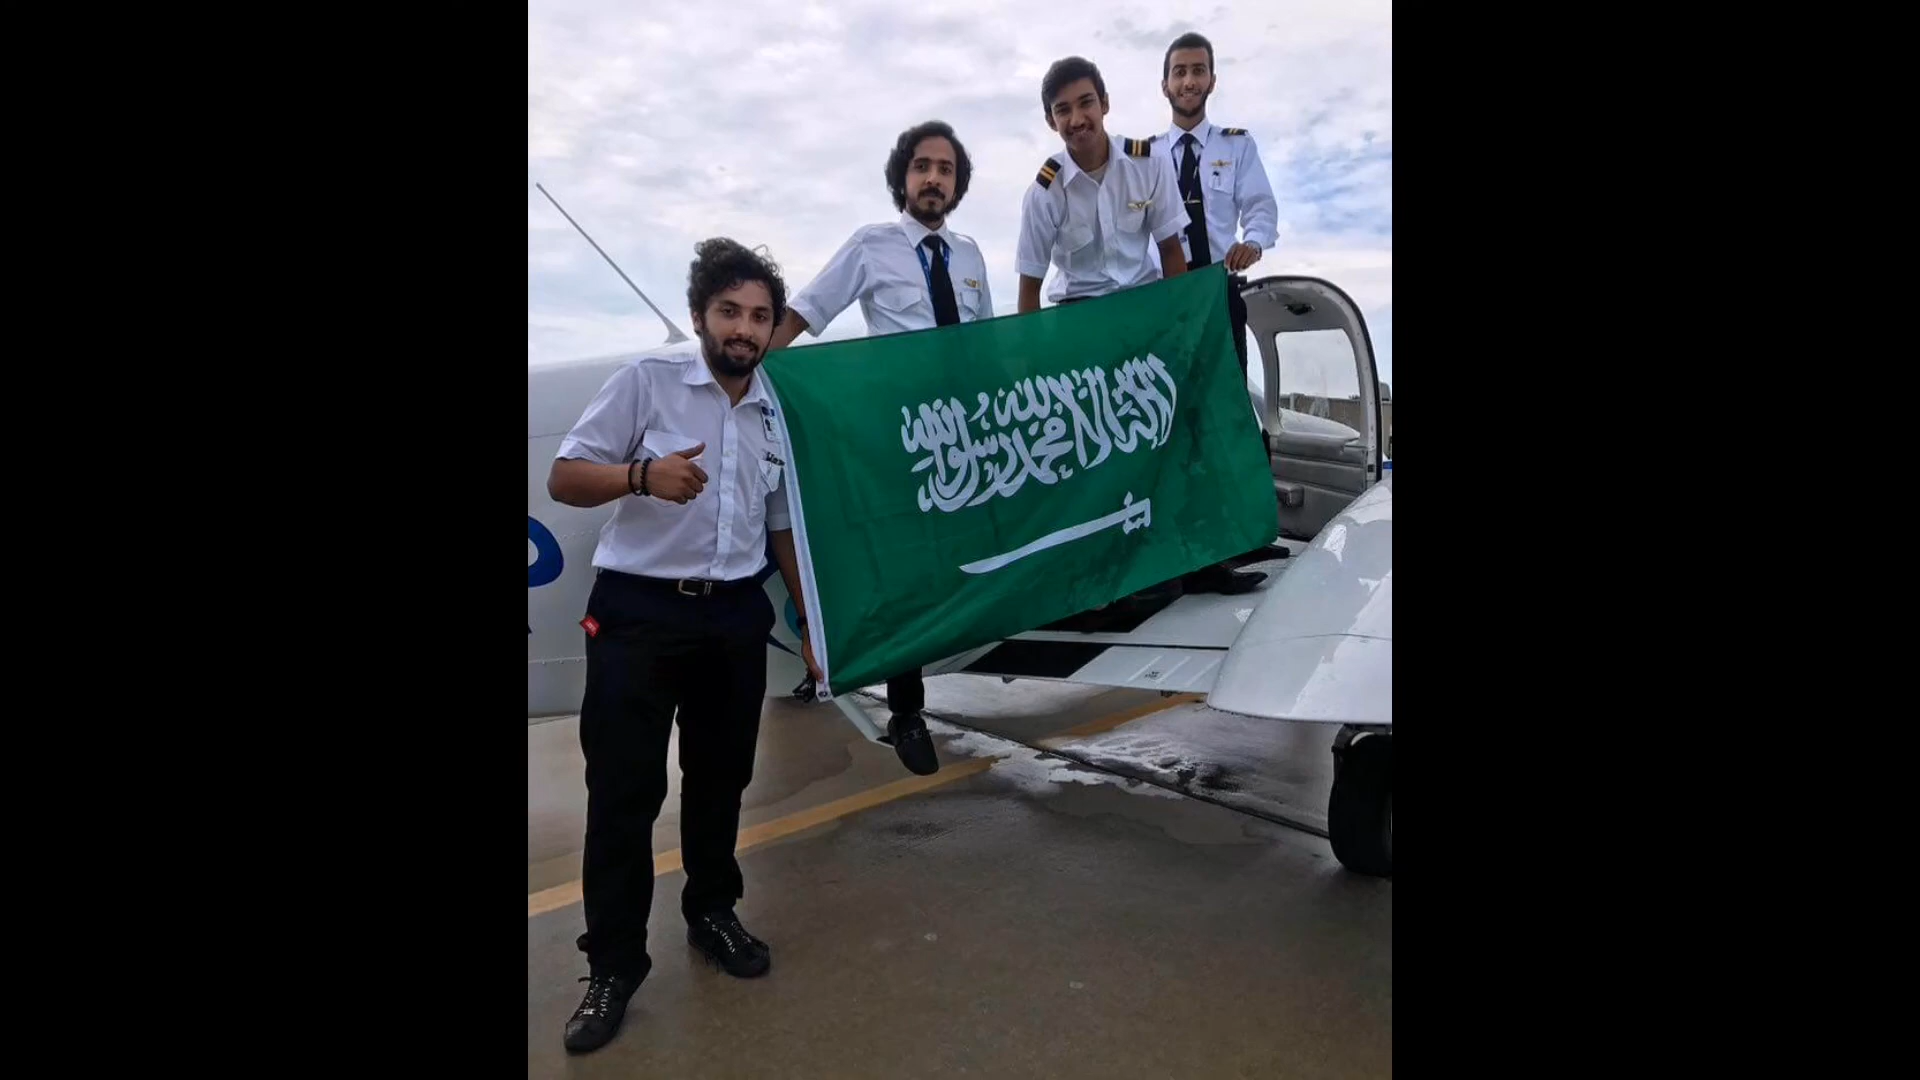 لا إله إلا الله محمد رسول الله